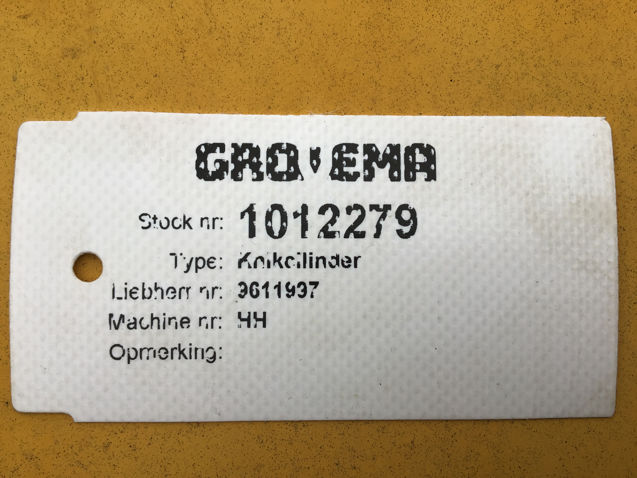 GROVEMA
Stock nr: 1012279
Type: Knikcilinder
Liebherr nr: 9611937
Machine nr: HH
Opmerking: